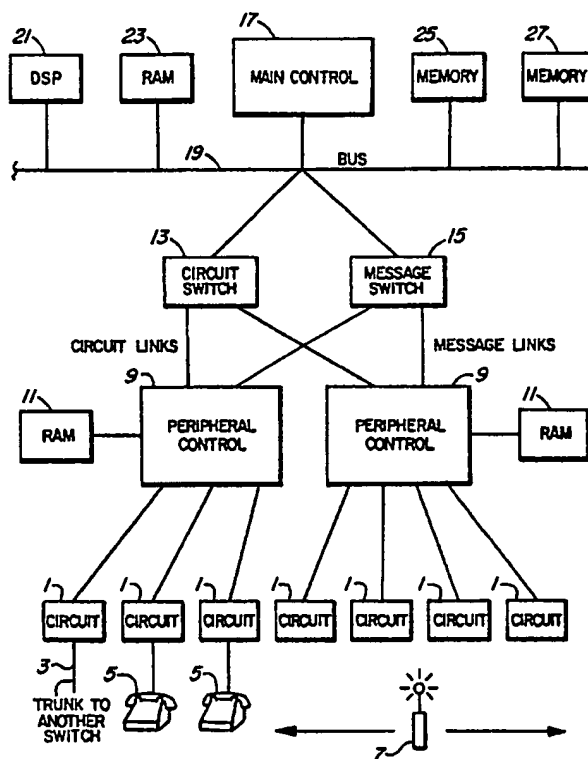 21
23
17
25
27
DSP
RAM
MAIN CONTROL
MEMORY
MEMORY
19
BUS
13
15
CIRCUIT
SWITCH
MESSAGE
SWITCH
CIRCUIT LINKS
MESSAGE LINKS
9
9
11
11
RAM
PERIPHERAL
CONTROL
PERIPHERAL
CONTROL
RAM
1
1
1
1
1
1
1
CIRCUIT
CIRCUIT
CIRCUIT
CIRCUIT
CIRCUIT
CIRCUIT
CIRCUIT
3
5
5
TRUNK TO
ANOTHER
SWITCH
7